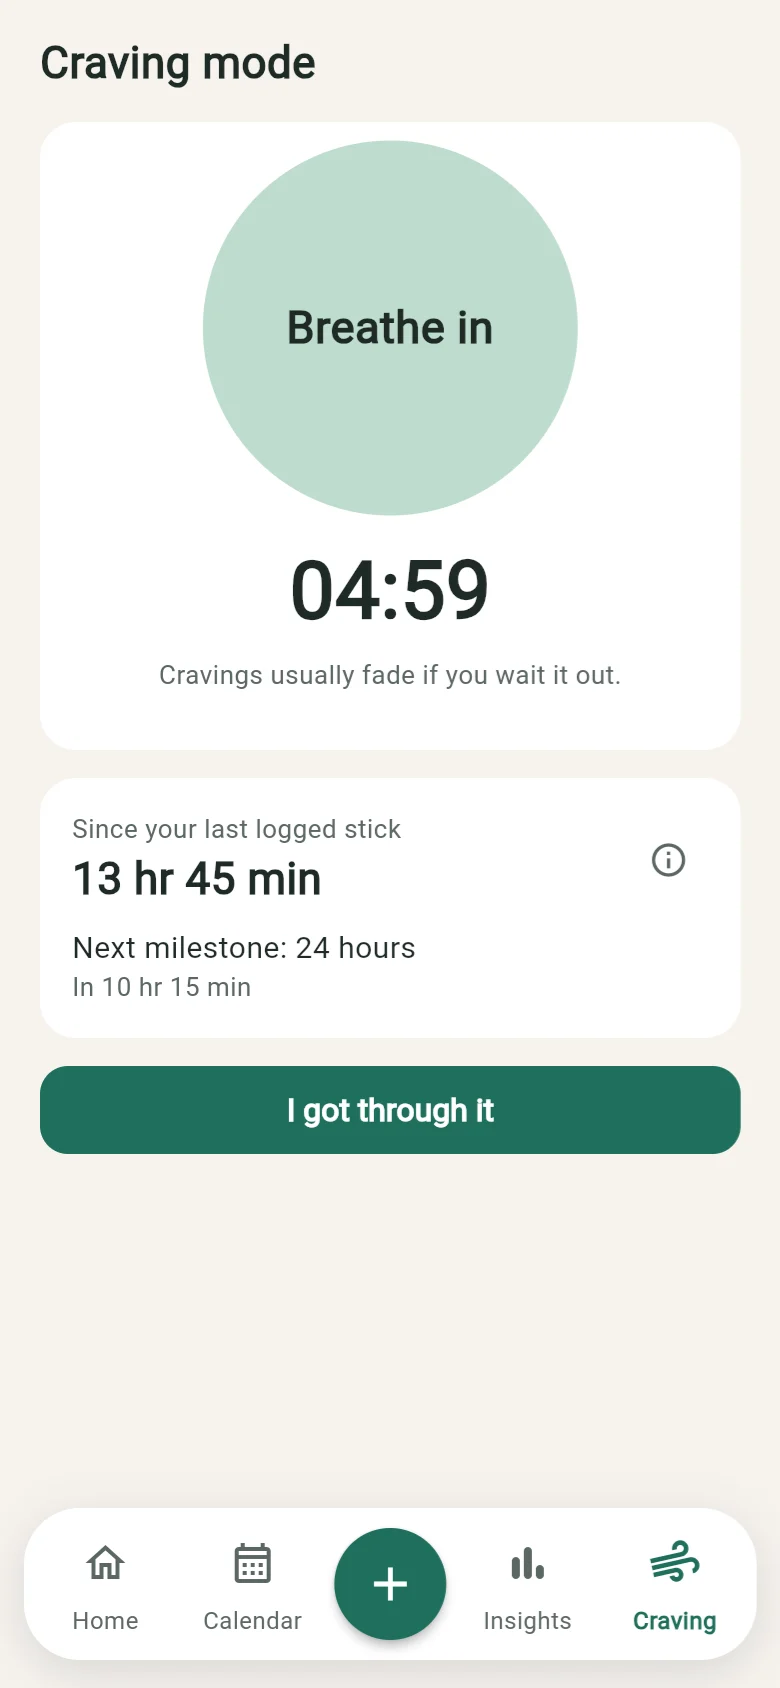 Craving mode
Breathe in
04:59
Cravings usually fade if you wait it out.
Since your last logged stick
13 hr 45 min
Next milestone: 24 hours
In 10 hr 15 min
I got through it
Home
Calendar
Insights
Craving